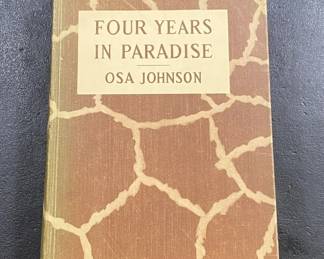 FOUR YEARS
IN PARADISE
OSA JOHNSON